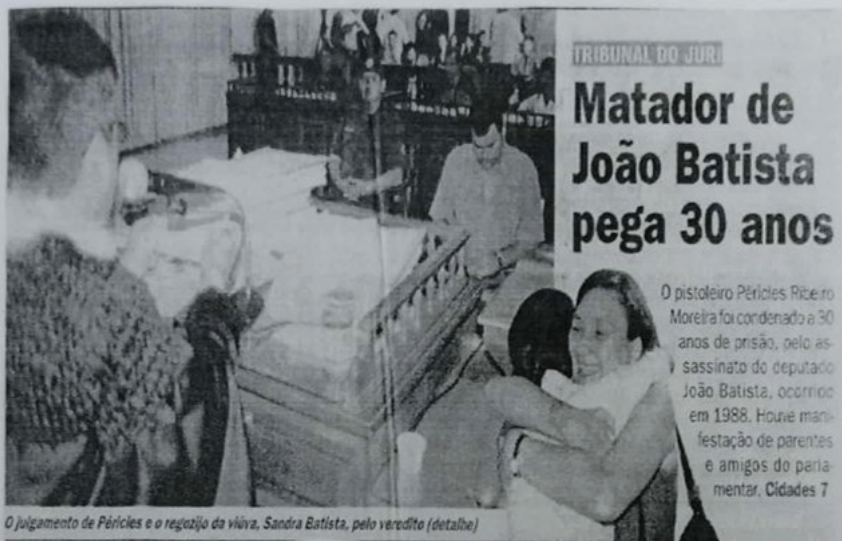 TRIBUNAL DO JURI
Matador de
João Batista
pega 30 anos
O pistoleiro Péricles Ribeiro
Moreira foi condenado a 30
anos de prisão, pelo as-
sassinato do deputado
João Batista, ocorrido
em 1988. Houve mani-
festação de parentes
e amigos do parla-
mentar. Cidades 7
O julgamento de Péricles e o regozijo da viúva, Sandra Batista, pelo veredito (detalhe)